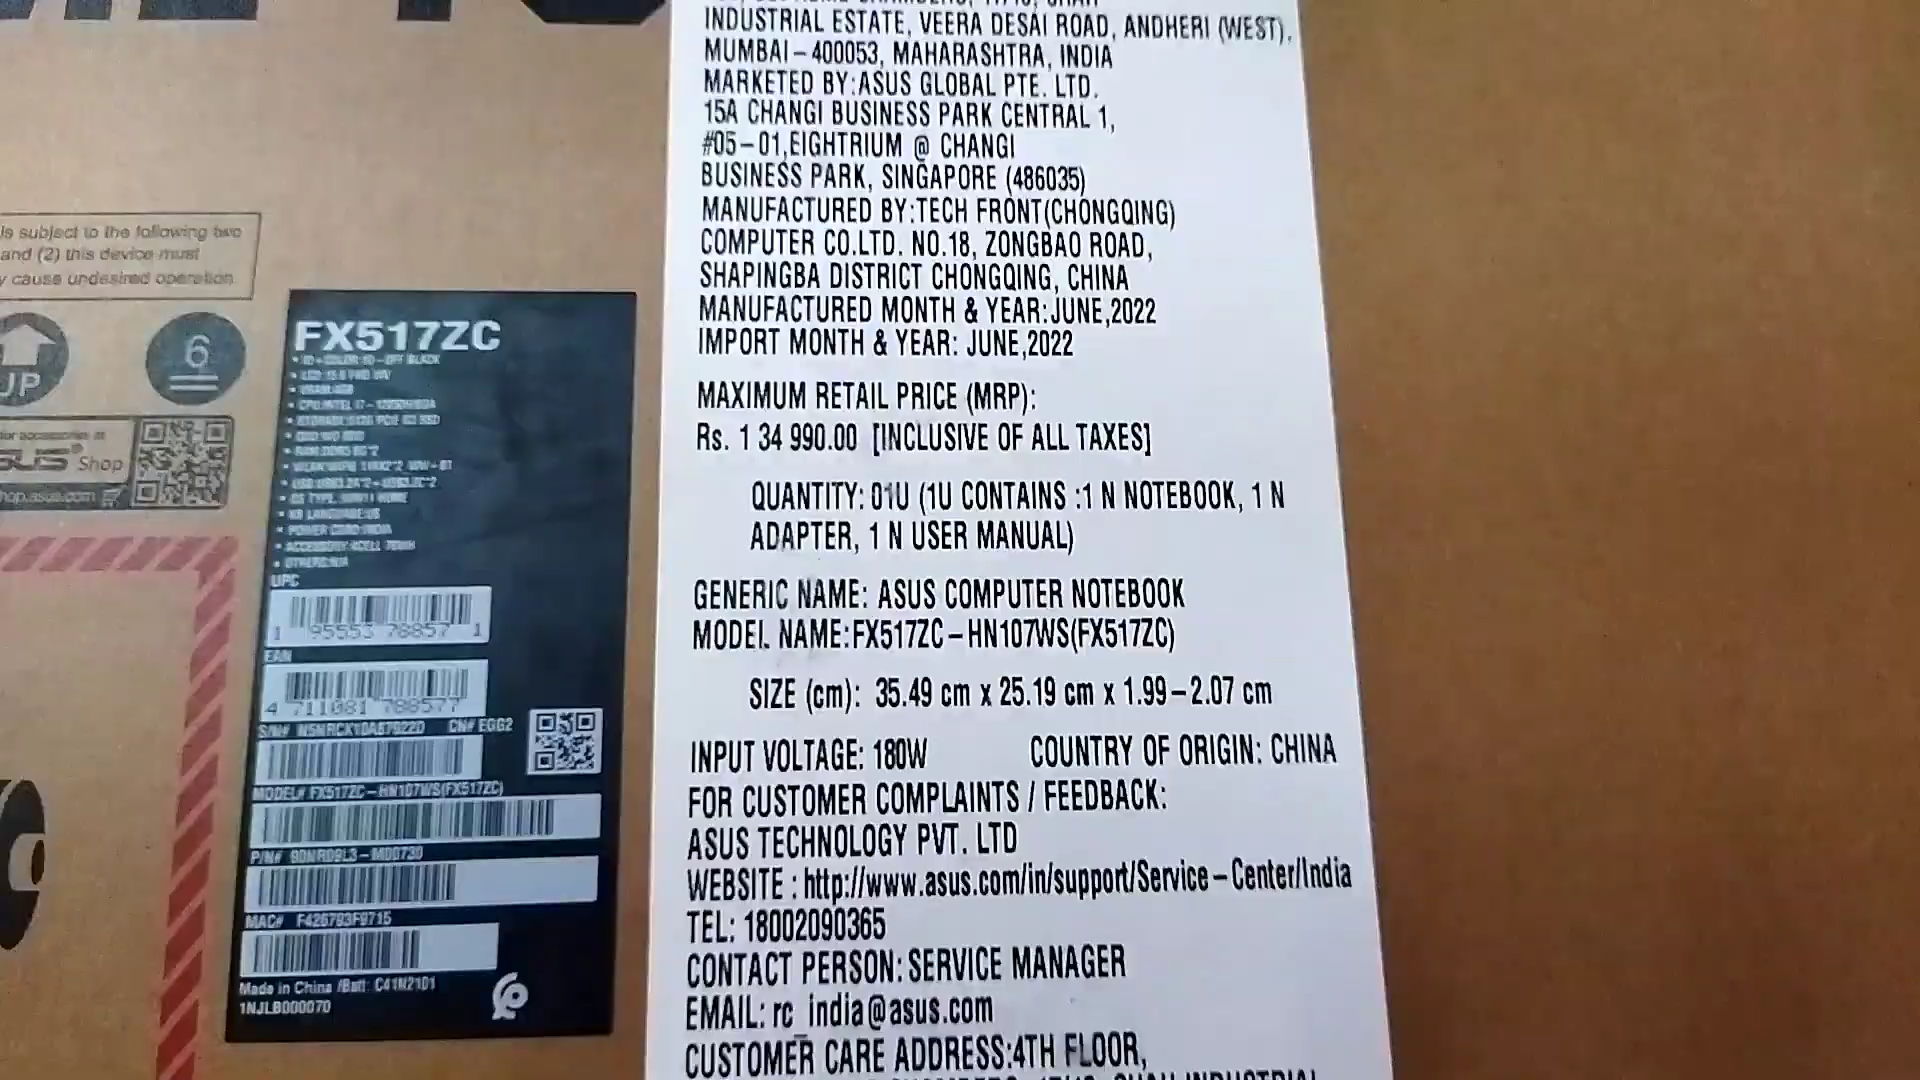 INDUSTRIAL ESTATE, VEERA DESAI ROAD, ANDHERI (WEST),
MUMBAI-400053, MAHARASHTRA, INDIA
MARKETED BY:ASUS GLOBAL PTE. LTD.
15A CHANGI BUSINESS PARK CENTRAL 1,
#05-01,EIGHTRIUM @ CHANGI
BUSINESS PARK, SINGAPORE (486035)
MANUFACTURED BY:TECH FRONT(CHONGQING)
COMPUTER CO.LTD. NO.18, ZONGBAO ROAD,
SHAPINGBA DISTRICT CHONGQING, CHINA
MANUFACTURED MONTH & YEAR:JUNE,2022
IMPORT MONTH & YEAR: JUNE,2022
MAXIMUM RETAIL PRICE (MRP):
Rs. 1 34 990.00 [INCLUSIVE OF ALL TAXES]
QUANTITY: 01U (1U CONTAINS :1 N NOTEBOOK, 1 N
ADAPTER, 1 N USER MANUAL)
GENERIC NAME: ASUS COMPUTER NOTEBOOK
MODEL NAME:FX517ZC-HN107WS(FX517ZC)
SIZE (cm): 35.49 cm x 25.19 cm x 1.99-2.07 cm
INPUT VOLTAGE: 180W COUNTRY OF ORIGIN: CHINA
FOR CUSTOMER COMPLAINTS / FEEDBACK:
ASUS TECHNOLOGY PVT. LTD
WEBSITE : http://www.asus.com/in/support/Service-Center/India
TEL: 18002090365
CONTACT PERSON:SERVICE MANAGER
EMAIL: rc_india@asus.com
CUSTOMER CARE ADDRESS:4TH FLOOR,
is subject to the following two
and (2) this device must
cause undesired operation.
UP
6
for accessories at
Shop
shop.asus.com
FX517ZC
UPC
1 95553 78857 1
EAN
4 711081 788577
S/N# CN# EGG2
MODEL# FX517ZC-HN107WS(FX517ZC)
P/N# 90NR09L3-M00730
MAC# F426793F9715
Made in China /Batt: C41N2101
1NJLB000070